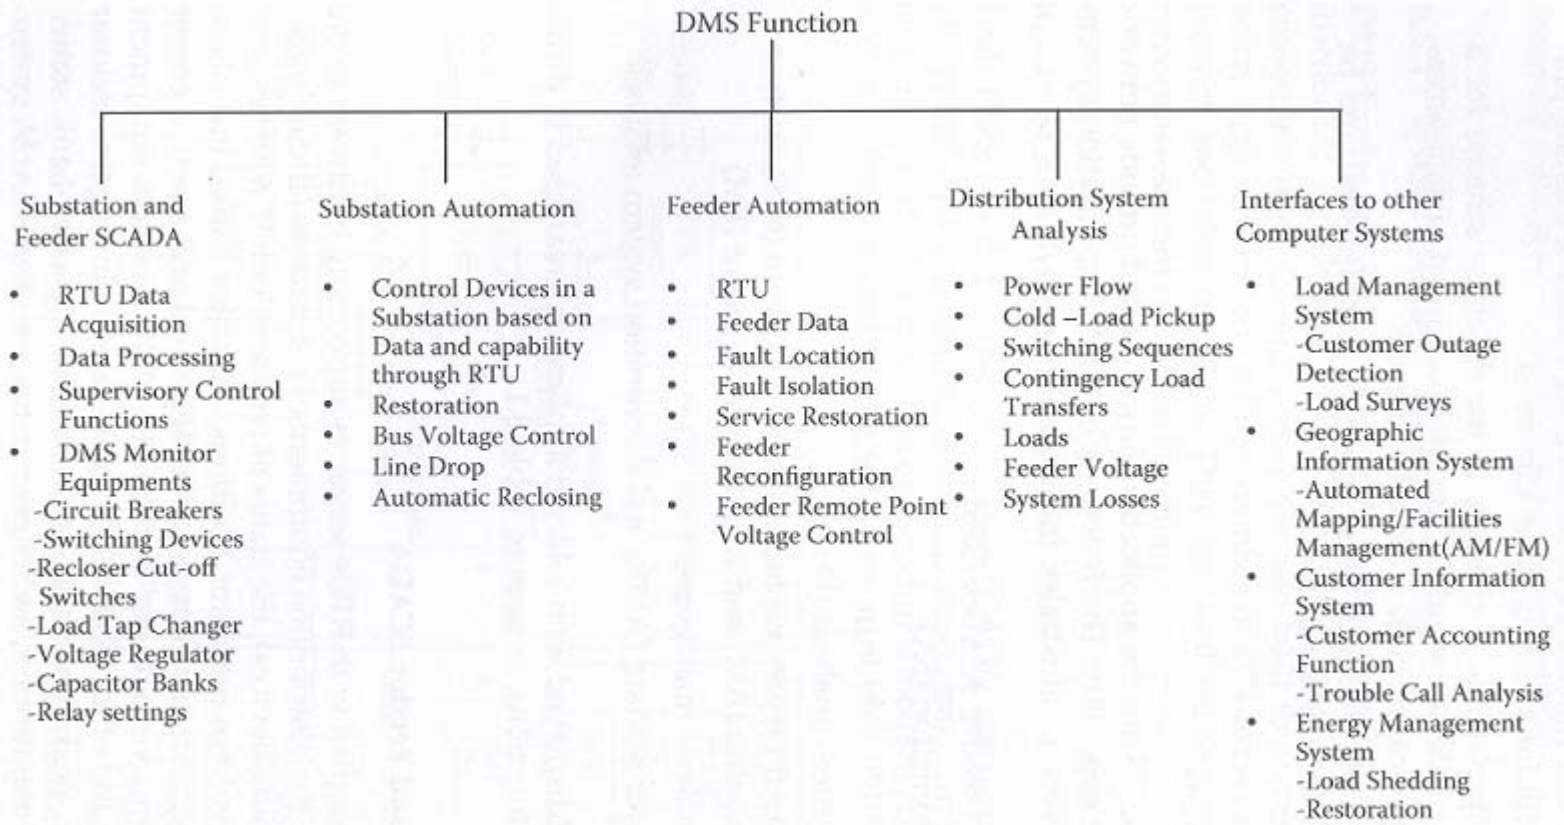 DMS Function
Substation and
Feeder SCADA
• RTU Data
Acquisition
• Data Processing
• Supervisory Control
Functions
• DMS Monitor
Equipments
-Circuit Breakers
-Switching Devices
-Recloser Cut-off
Switches
-Load Tap Changer
-Voltage Regulator
-Capacitor Banks
-Relay settings
Substation Automation
• Control Devices in a
Substation based on
Data and capability
through RTU
• Restoration
• Bus Voltage Control
• Line Drop
• Automatic Reclosing
Feeder Automation
• RTU
• Feeder Data
• Fault Location
• Fault Isolation
• Service Restoration
• Feeder
Reconfiguration
• Feeder Remote Point
Voltage Control
Distribution System
Analysis
• Power Flow
• Cold –Load Pickup
• Switching Sequences
• Contingency Load
Transfers
• Loads
• Feeder Voltage
• System Losses
Interfaces to other
Computer Systems
• Load Management
System
-Customer Outage
Detection
-Load Surveys
• Geographic
Information System
-Automated
Mapping/Facilities
Management(AM/FM)
• Customer Information
System
-Customer Accounting
Function
-Trouble Call Analysis
• Energy Management
System
-Load Shedding
-Restoration